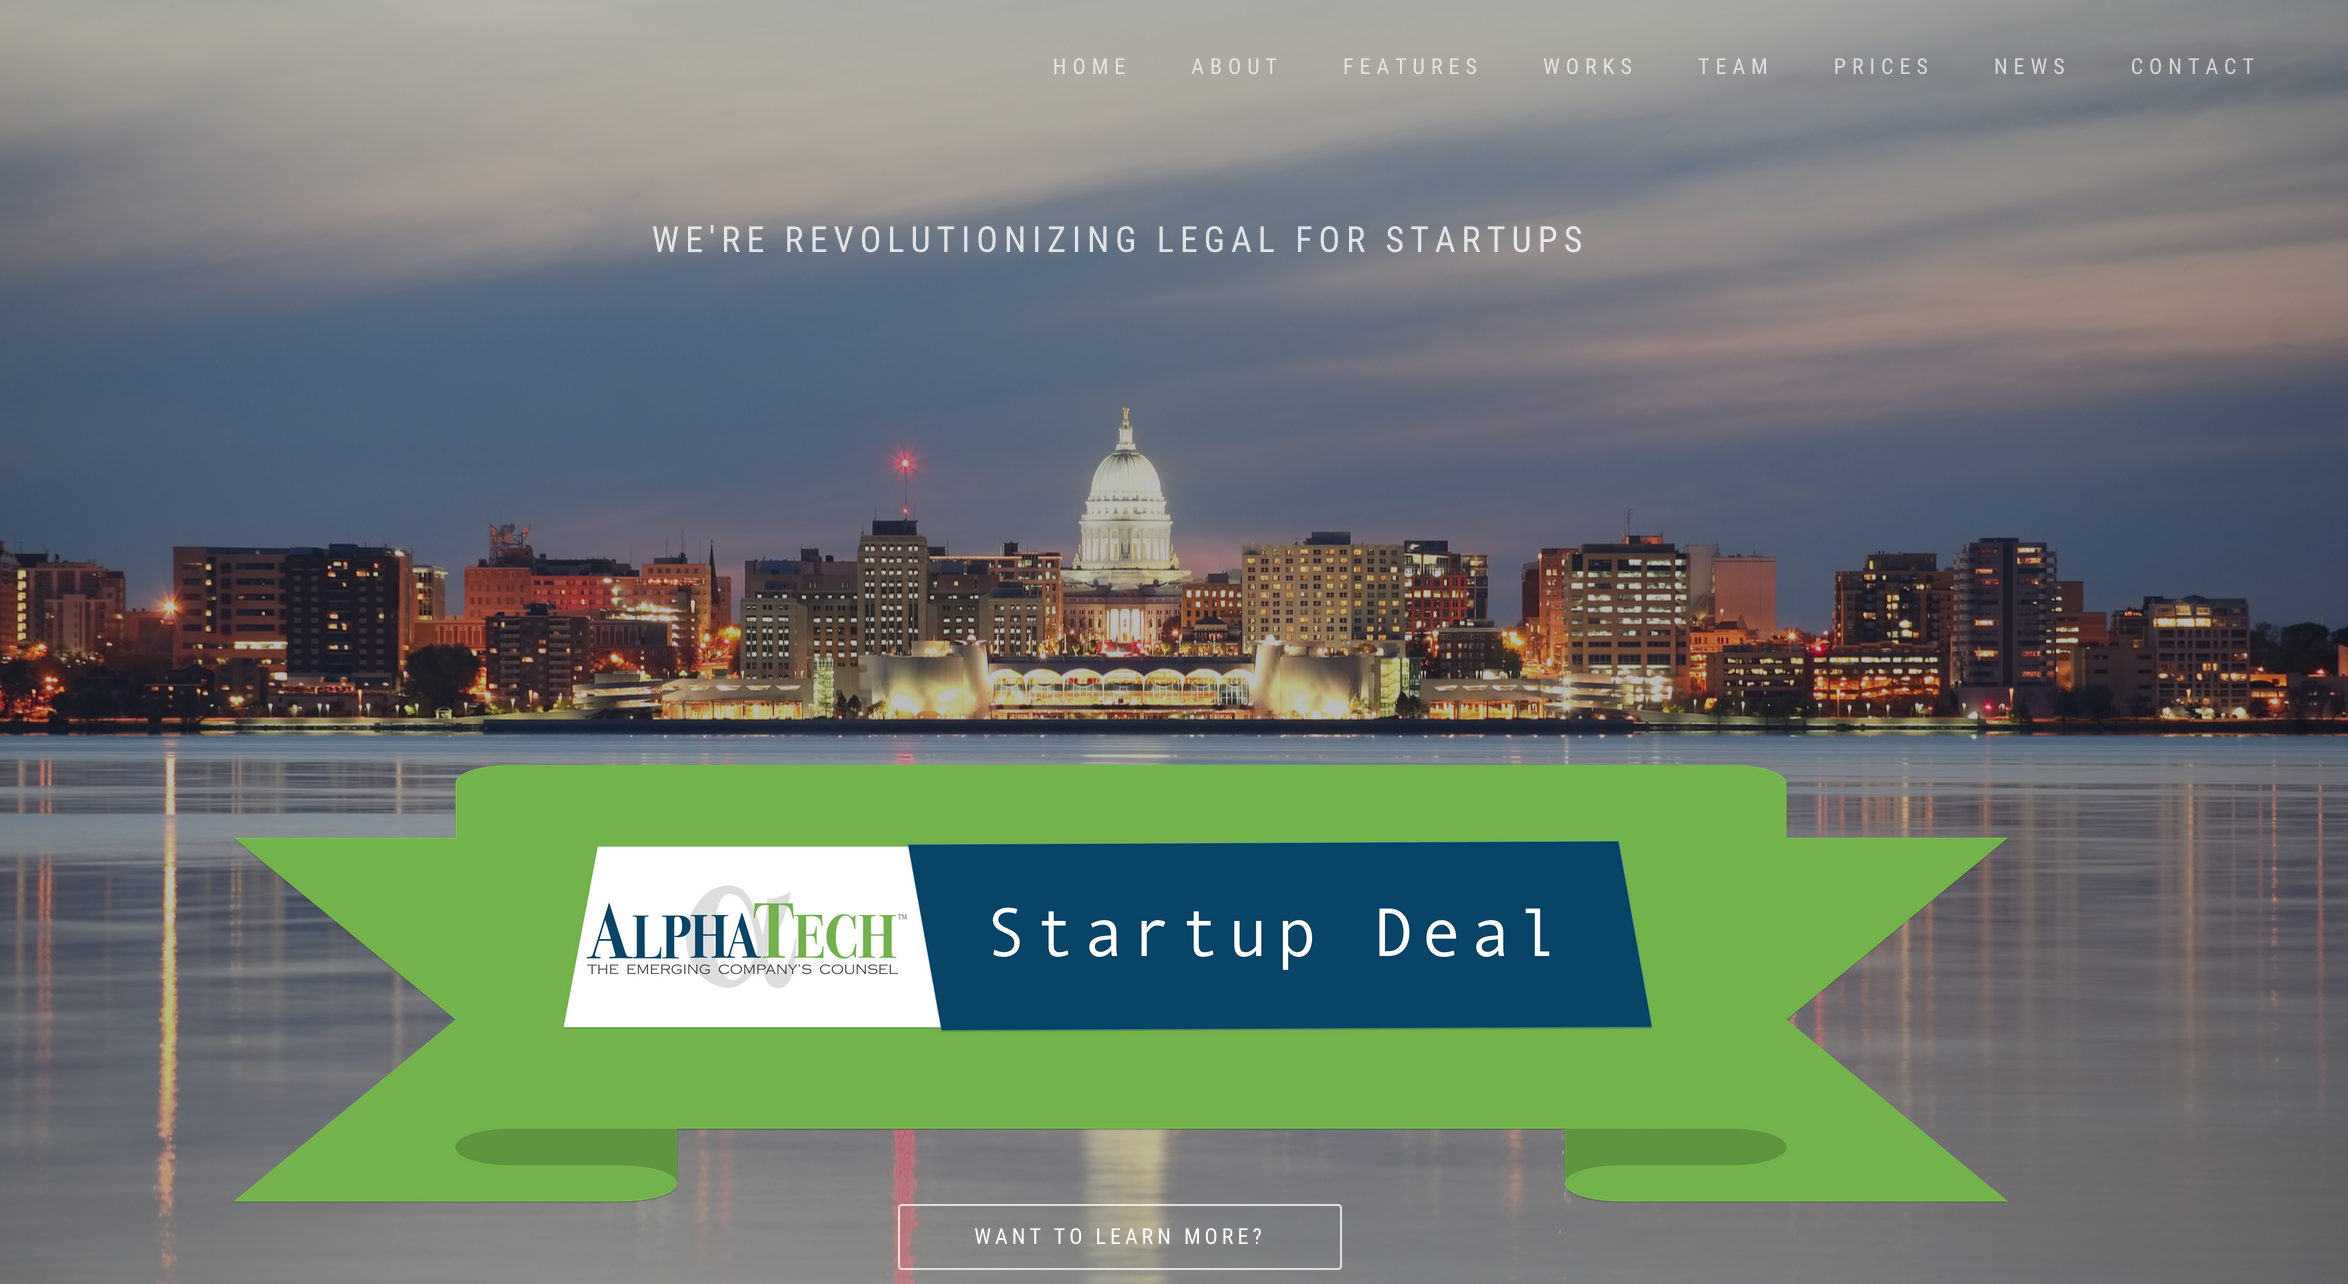 HOME ABOUT FEATURES WORKS TEAM PRICES NEWS CONTACT
WE'RE REVOLUTIONIZING LEGAL FOR STARTUPS
ALPHATECH™
THE EMERGING COMPANY'S COUNSEL
Startup Deal
WANT TO LEARN MORE?